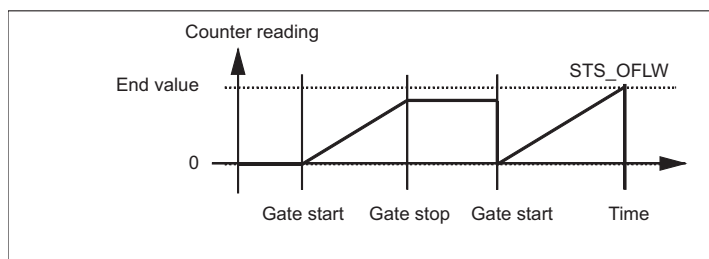 Counter reading
STS_OFLW
End value
0
Gate start Gate stop Gate start Time